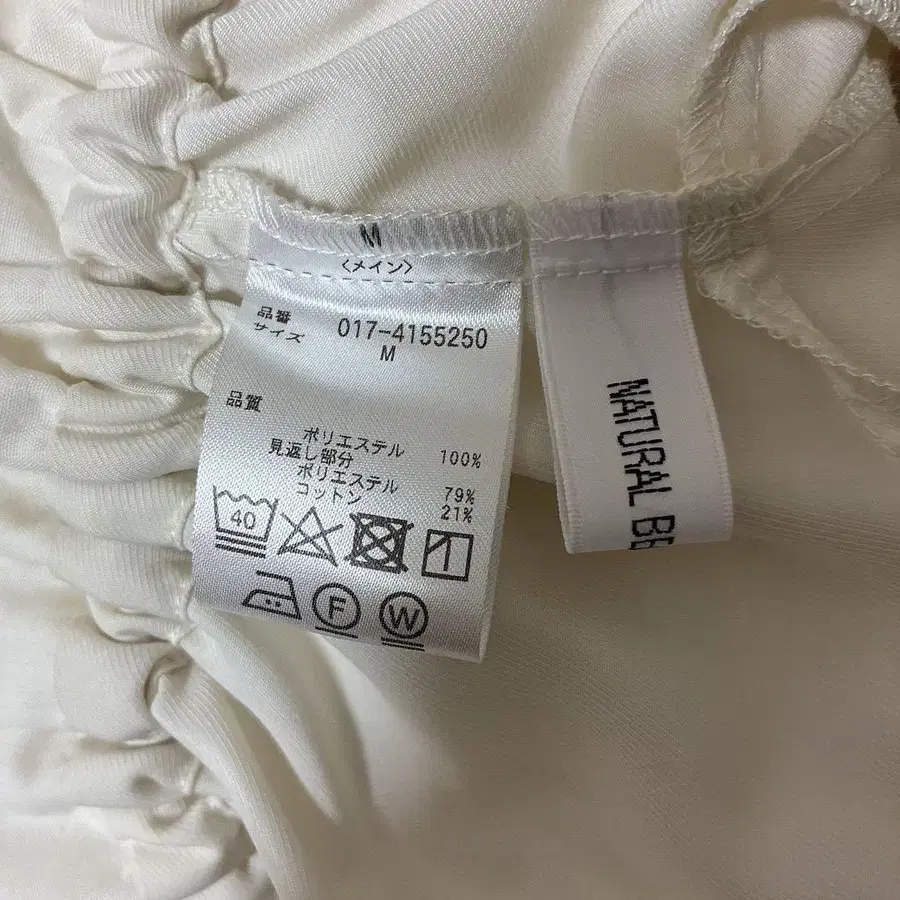 M
〈メイン〉
品番 017-4155250
サイズ M
品質
ポリエステル 100%
見返し部分
ポリエステル 79%
コットン 21%
40
F
W
NATURAL BE